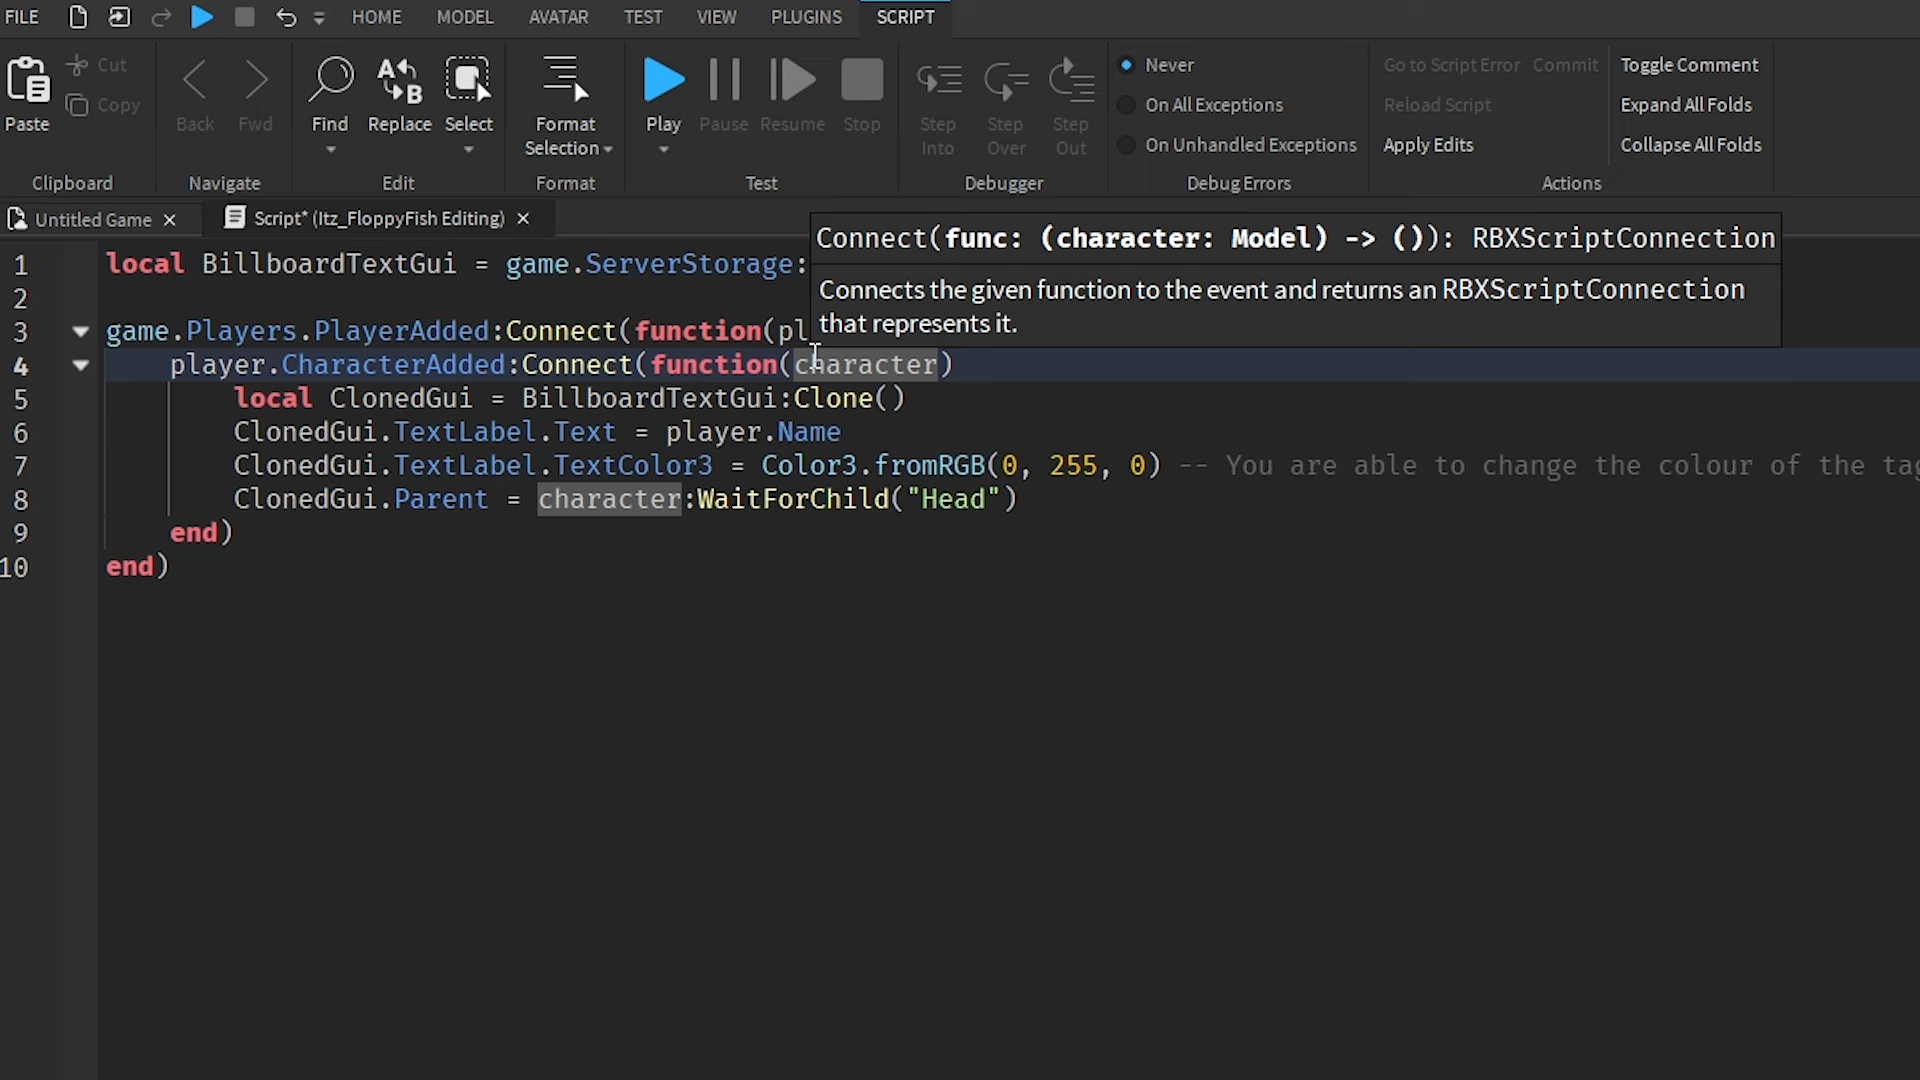 FILE HOME MODEL AVATAR TEST VIEW PLUGINS SCRIPT
Paste
Cut
Copy
Clipboard
Back
Fwd
Navigate
Find
Replace
Select
Edit
Format
Selection
Format
Play
Pause
Resume
Stop
Test
Step
Into
Step
Over
Step
Out
Debugger
Never
On All Exceptions
On Unhandled Exceptions
Debug Errors
Go to Script Error Commit
Reload Script
Apply Edits
Toggle Comment
Expand All Folds
Collapse All Folds
Actions
Untitled Game × Script* (Itz_FloppyFish Editing) ×
Connect(func: (character: Model) -> ()): RBXScriptConnection
Connects the given function to the event and returns an RBXScriptConnection
that represents it.
1 local BillboardTextGui = game.ServerStorage:
2
3 game.Players.PlayerAdded:Connect(function(pl
4 player.CharacterAdded:Connect(function(character)
5 local ClonedGui = BillboardTextGui:Clone()
6 ClonedGui.TextLabel.Text = player.Name
7 ClonedGui.TextLabel.TextColor3 = Color3.fromRGB(0, 255, 0) -- You are able to change the colour of the tag
8 ClonedGui.Parent = character:WaitForChild("Head")
9 end)
10 end)